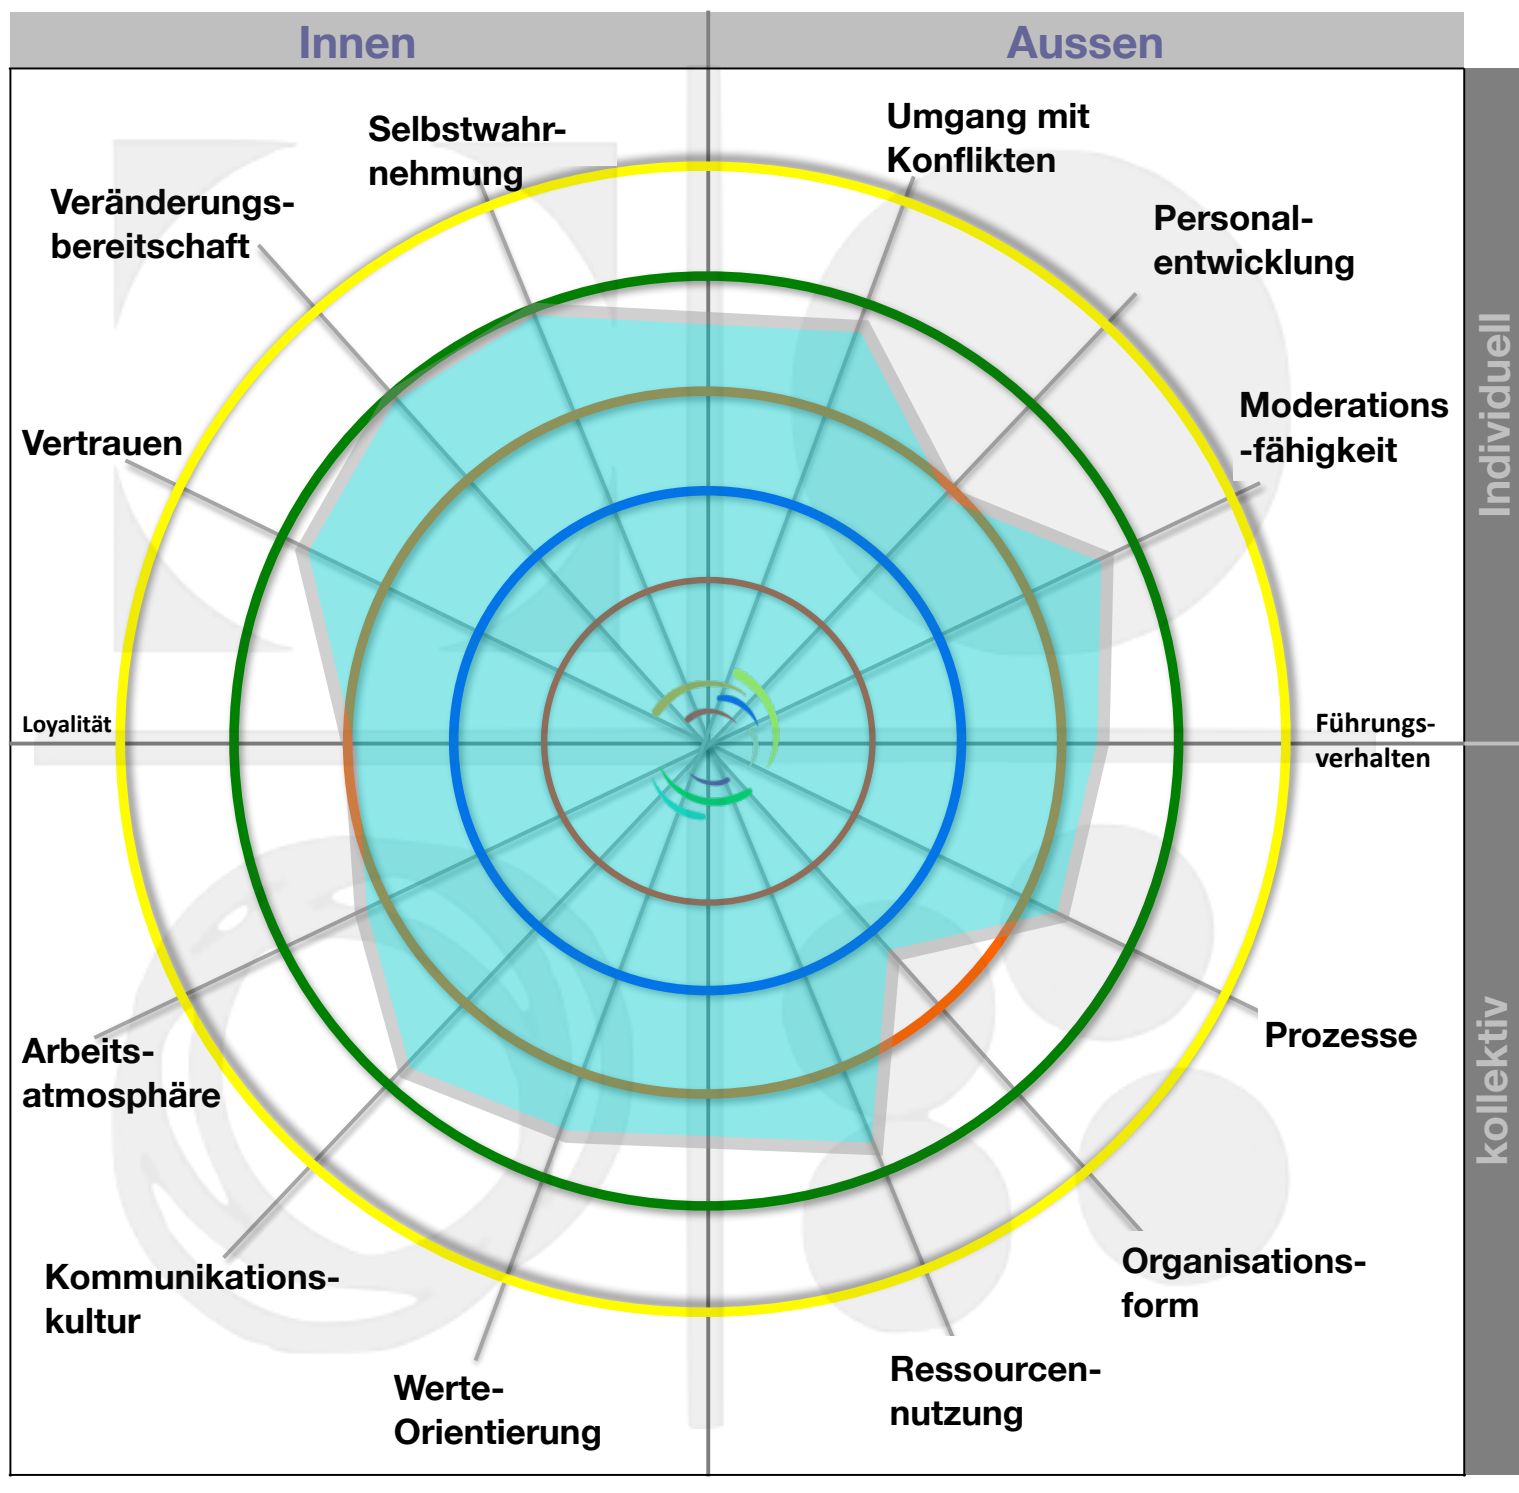 Innen
Aussen
Selbstwahr-
nehmung
Umgang mit
Konflikten
Veränderungs-
bereitschaft
Personal-
entwicklung
Vertrauen
Moderations
-fähigkeit
Individuell
Loyalität
Führungs-
verhalten
Arbeits-
atmosphäre
Prozesse
kollektiv
Kommunikations-
kultur
Organisations-
form
Werte-
Orientierung
Ressourcen-
nutzung